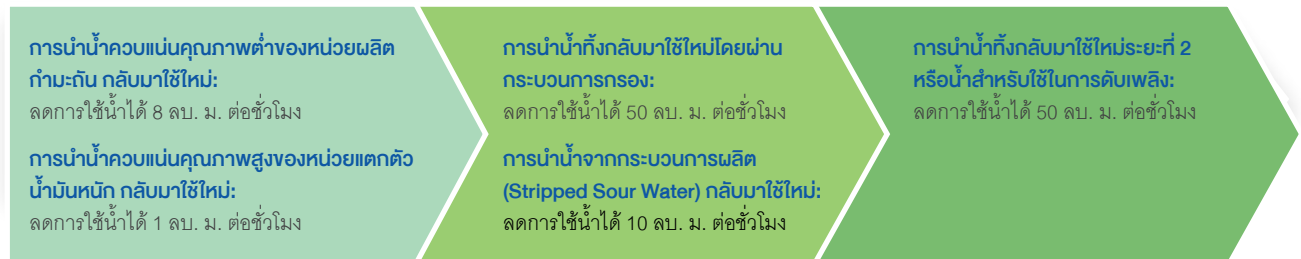 การนำน้ำควบแน่นคุณภาพต่ำของหน่วยผลิต
กำมะถัน กลับมาใช้ใหม่:
ลดการใช้น้ำได้ 8 ลบ. ม. ต่อชั่วโมง
การนำน้ำควบแน่นคุณภาพสูงของหน่วยแตกตัว
น้ำมันหนัก กลับมาใช้ใหม่:
ลดการใช้น้ำได้ 1 ลบ. ม. ต่อชั่วโมง
การนำน้ำทิ้งกลับมาใช้ใหม่โดยผ่าน
กระบวนการกรอง:
ลดการใช้น้ำได้ 50 ลบ. ม. ต่อชั่วโมง
การนำน้ำจากกระบวนการผลิต
(Stripped Sour Water) กลับมาใช้ใหม่:
ลดการใช้น้ำได้ 10 ลบ. ม. ต่อชั่วโมง
การนำน้ำทิ้งกลับมาใช้ใหม่ระยะที่ 2
หรือน้ำสำหรับใช้ในการดับเพลิง:
ลดการใช้น้ำได้ 50 ลบ. ม. ต่อชั่วโมง